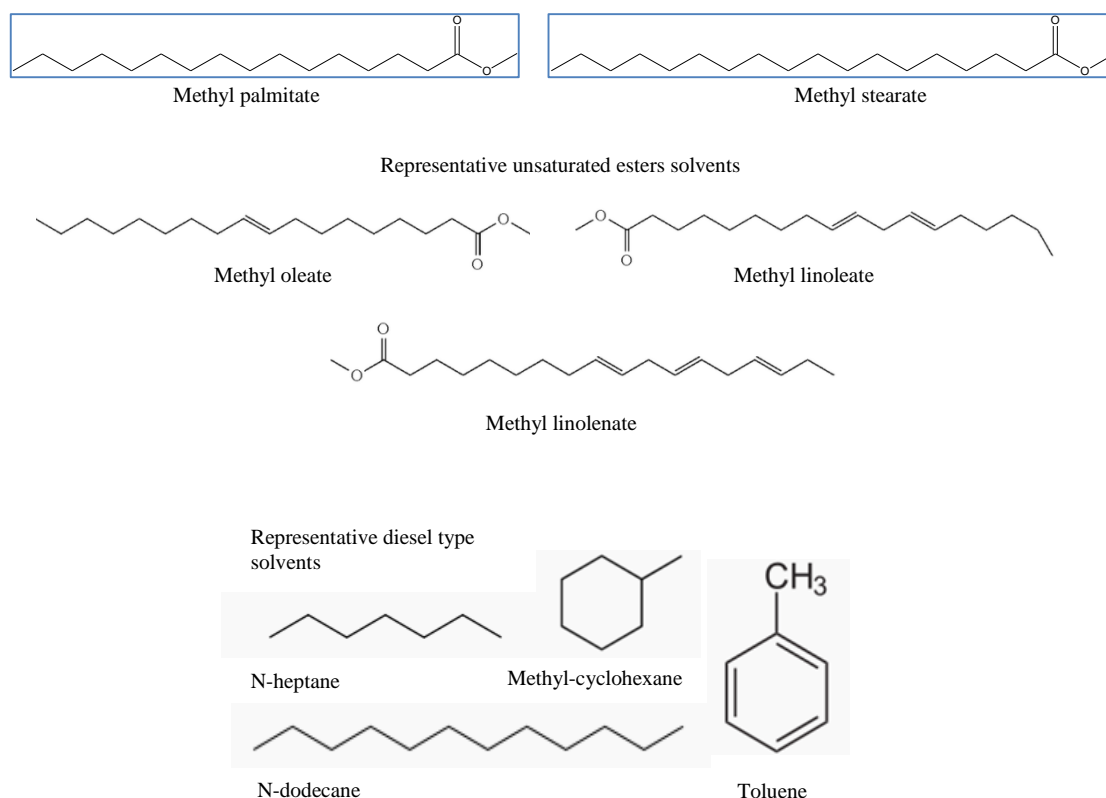 O
O
Methyl palmitate
O
O
Methyl stearate
Representative unsaturated esters solvents
O
O
Methyl oleate
O
O
Methyl linoleate
O
O
Methyl linolenate
Representative diesel type
solvents
N-heptane
Methyl-cyclohexane
CH3
N-dodecane
Toluene